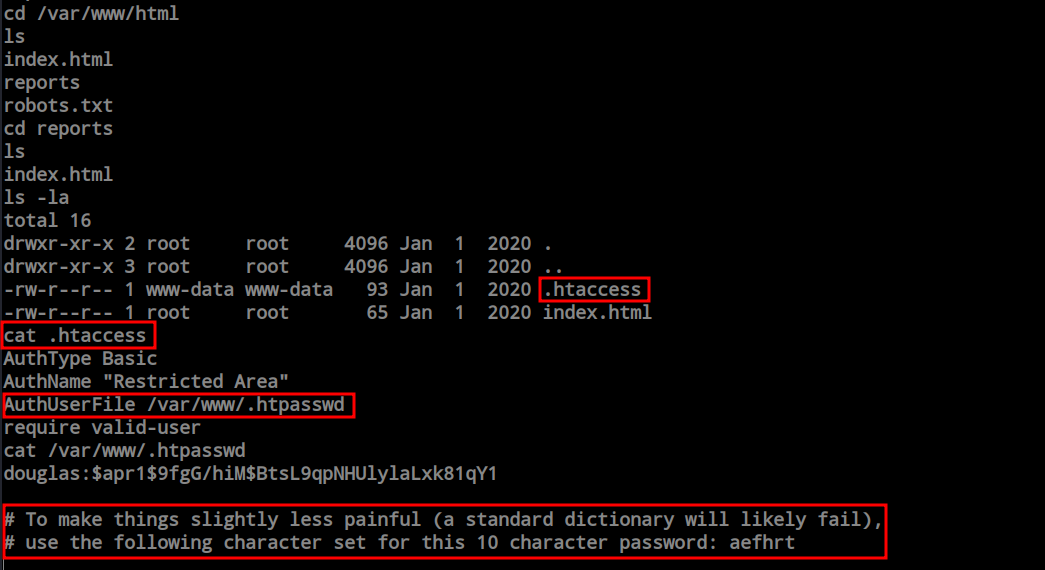 cd /var/www/html
ls
index.html
reports
robots.txt
cd reports
ls
index.html
ls -la
total 16
drwxr-xr-x 2 root     root     4096 Jan  1  2020 .
drwxr-xr-x 3 root     root     4096 Jan  1  2020 ..
-rw-r--r-- 1 www-data www-data   93 Jan  1  2020 .htaccess
-rw-r--r-- 1 root     root       65 Jan  1  2020 index.html
cat .htaccess
AuthType Basic
AuthName "Restricted Area"
AuthUserFile /var/www/.htpasswd
require valid-user
cat /var/www/.htpasswd
douglas:$apr1$9fgG/hiM$BtsL9qpNHUlylaLxk81qY1
# To make things slightly less painful (a standard dictionary will likely fail),
# use the following character set for this 10 character password: aefhrt